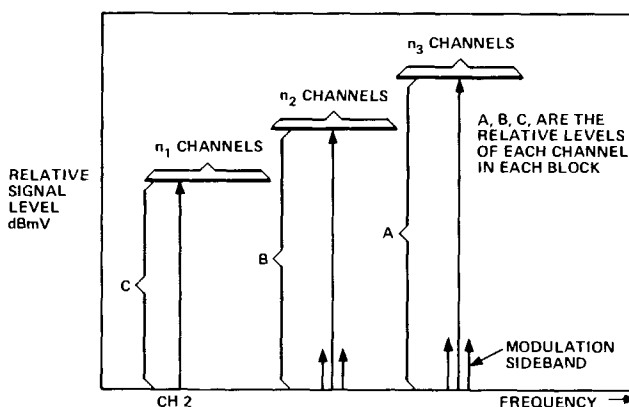 n3 CHANNELS
n2 CHANNELS
n1 CHANNELS
A, B, C, ARE THE
RELATIVE LEVELS
OF EACH CHANNEL
IN EACH BLOCK
RELATIVE
SIGNAL
LEVEL
dBmV
A
B
C
MODULATION
SIDEBAND
CH 2
FREQUENCY